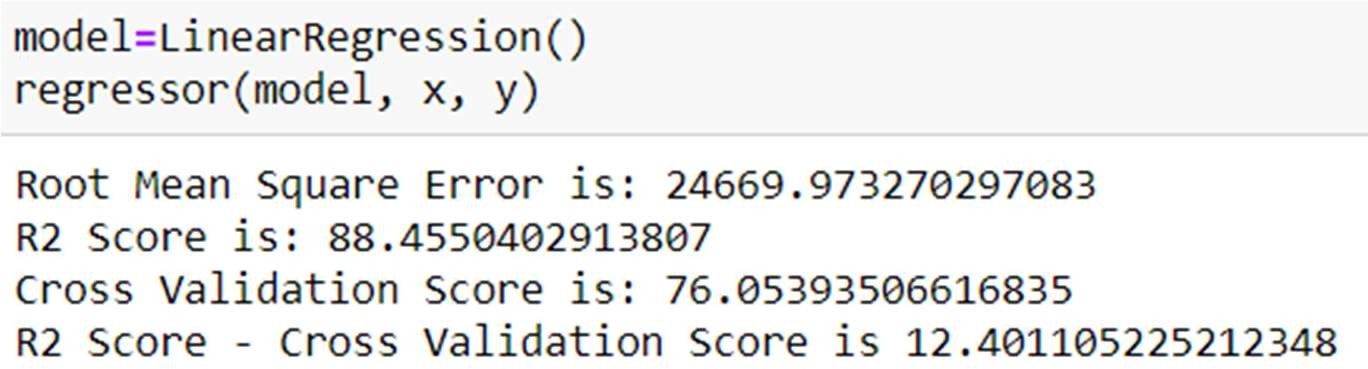 model=LinearRegression()
regressor(model, x, y)
Root Mean Square Error is: 24669.973270297083
R2 Score is: 88.4550402913807
Cross Validation Score is: 76.05393506616835
R2 Score - Cross Validation Score is 12.401105225212348